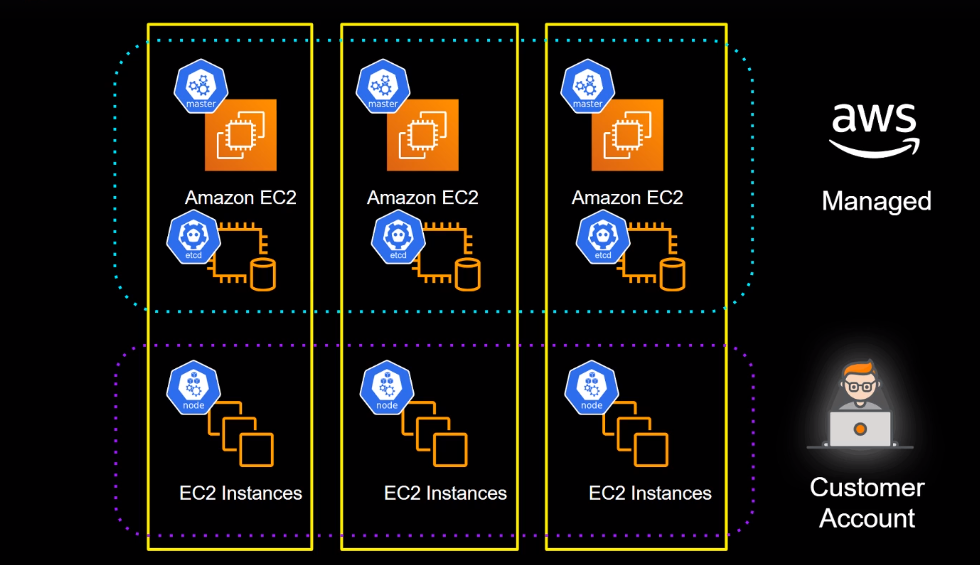 master
master
master
aws
Amazon EC2
Amazon EC2
Amazon EC2
Managed
etcd
etcd
etcd
node
node
node
EC2 Instances
EC2 Instances
EC2 Instances
Customer
Account